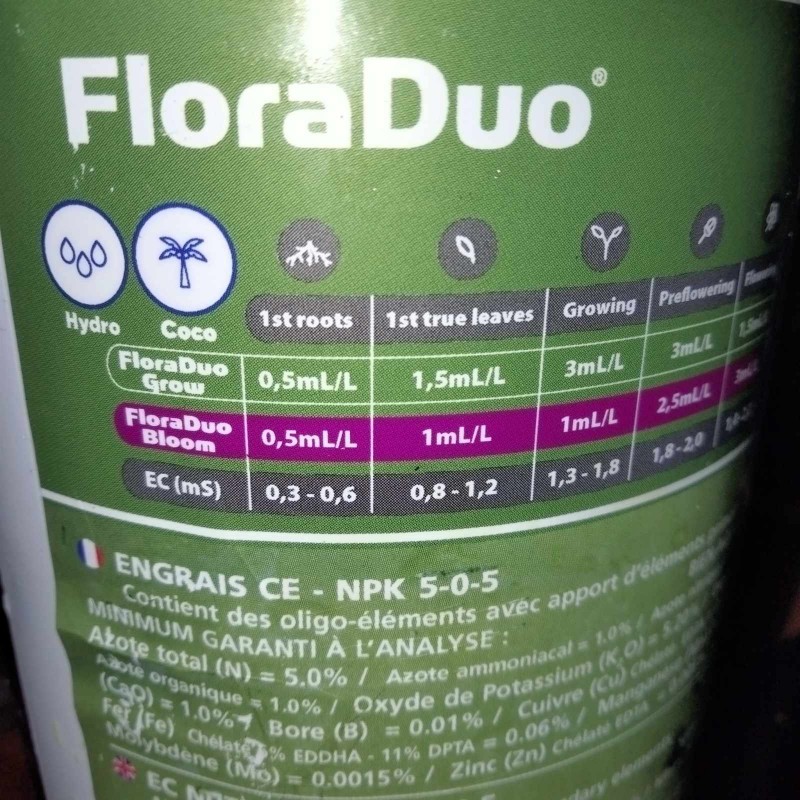 FloraDuo®
Hydro Coco
1st roots 1st true leaves Growing Preflowering
FloraDuo Grow 0,5mL/L 1,5mL/L 3mL/L 3mL/L
FloraDuo Bloom 0,5mL/L 1mL/L 1mL/L 2,5mL/L
EC (mS) 0,3 - 0,6 0,8 - 1,2 1,3 - 1,8 1,8 - 2,0
ENGRAIS CE - NPK 5-0-5
Contient des oligo-éléments avec apport d'éléments
MINIMUM GARANTI À L'ANALYSE :
Azote total (N) = 5.0% / Azote ammoniacal = 1.0% / Azote
Azote organique = 1.0% / Oxyde de Potassium (K₂O) =
(CaO) = 1.0% / Bore (B) = 0.01% / Cuivre (Cu) Chélaté
Fer (Fe) Chélaté % EDDHA - 11% DPTA = 0.06% /
Molybdène (Mo) = 0.0015% / Zinc (Zn) Chélaté EDTA
EC